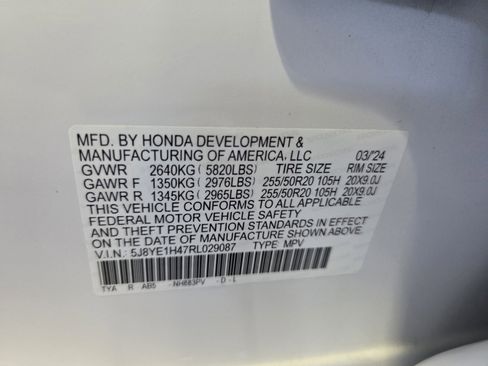 MFD. BY HONDA DEVELOPMENT &
MANUFACTURING OF AMERICA, LLC 03/24
GVWR 2640KG ( 5820LBS) TIRE SIZE RIM SIZE
GAWR F 1350KG ( 2976LBS) 255/50R20 105H 20X9.0J
GAWR R 1345KG ( 2965LBS) 255/50R20 105H 20X9.0J
THIS VEHICLE CONFORMS TO ALL APPLICABLE
FEDERAL MOTOR VEHICLE SAFETY
AND THEFT PREVENTION STANDARDS IN EFFECT
ON THE DATE OF MANUFACTURE SHOWN ABOVE.
V.I.N.: 5J8YE1H47RL029087 TYPE: MPV
TYA R AB5 -NH883PV -D-L